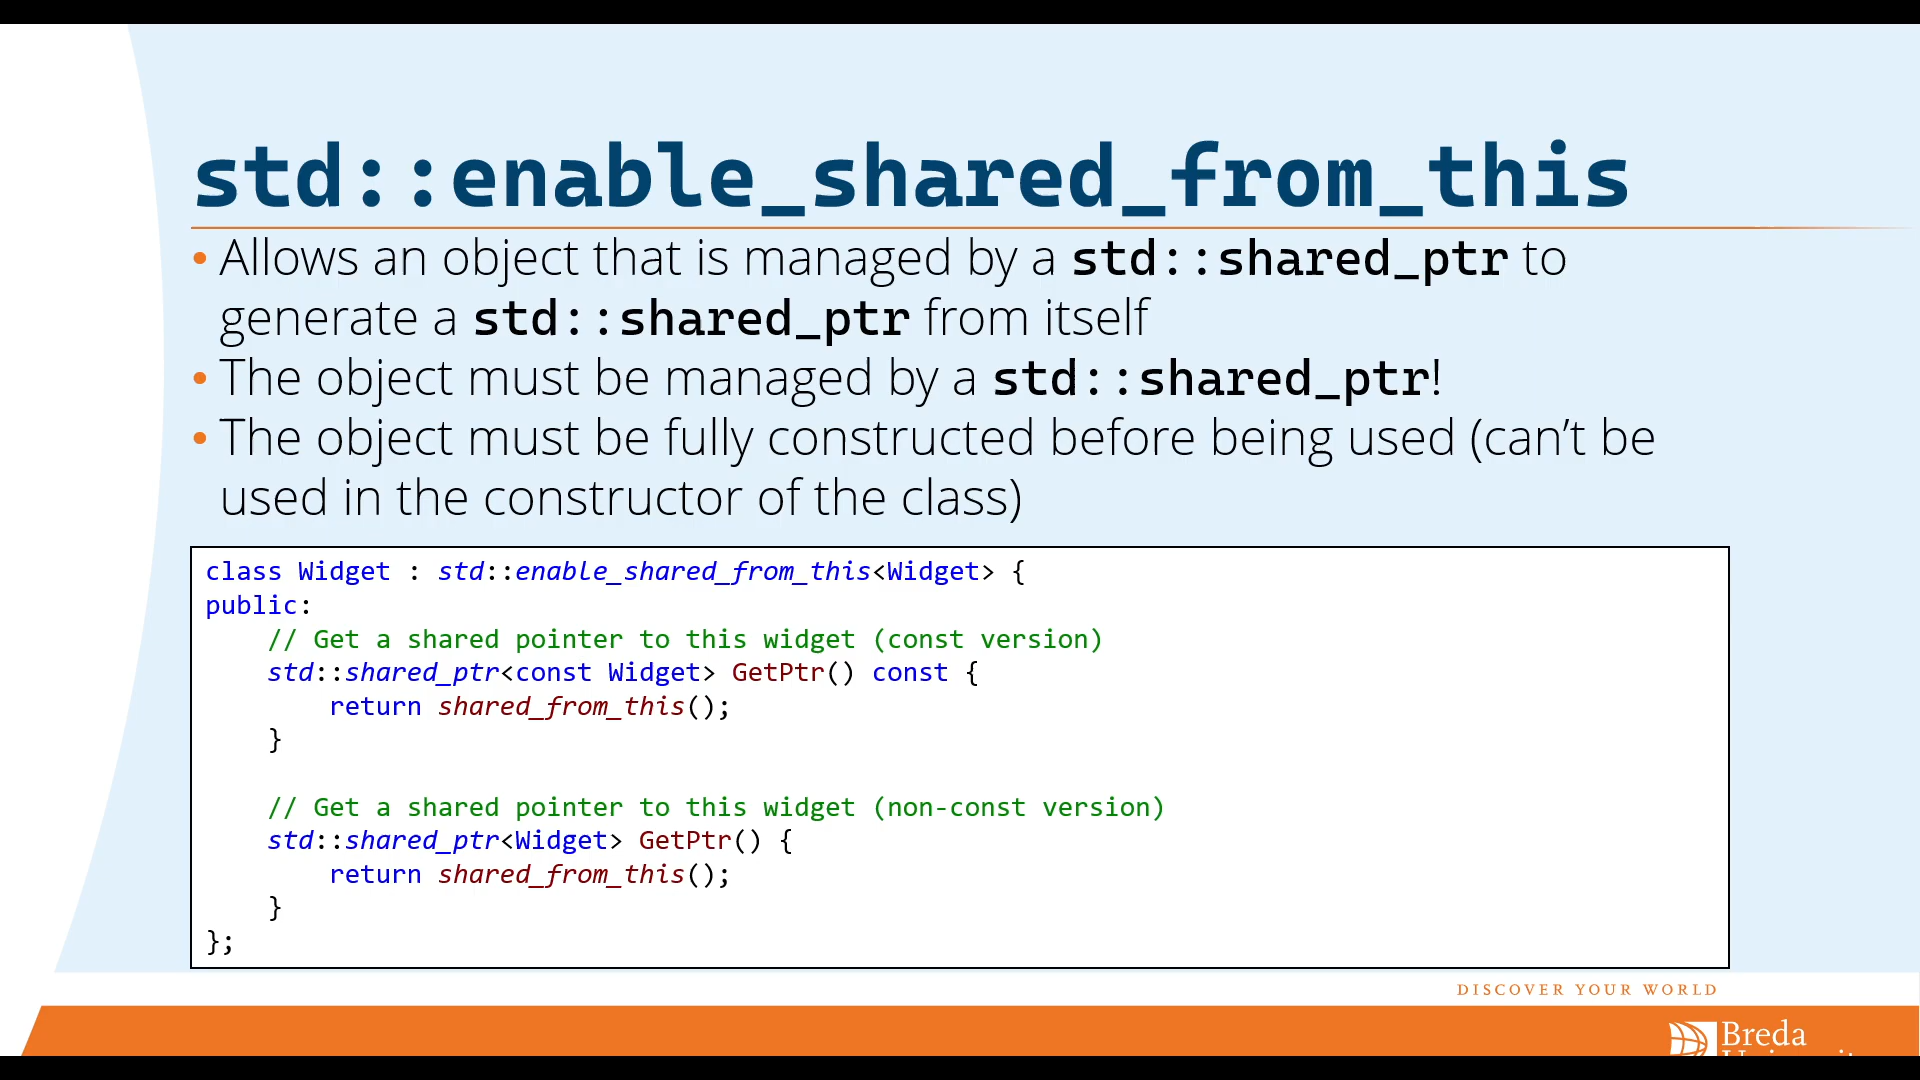 std::enable_shared_from_this
• Allows an object that is managed by a std::shared_ptr to
generate a std::shared_ptr from itself
• The object must be managed by a std::shared_ptr!
• The object must be fully constructed before being used (can’t be
used in the constructor of the class)
class Widget : std::enable_shared_from_this<Widget> {
public:
    // Get a shared pointer to this widget (const version)
    std::shared_ptr<const Widget> GetPtr() const {
        return shared_from_this();
    }
    // Get a shared pointer to this widget (non-const version)
    std::shared_ptr<Widget> GetPtr() {
        return shared_from_this();
    }
};
DISCOVER YOUR WORLD
Breda